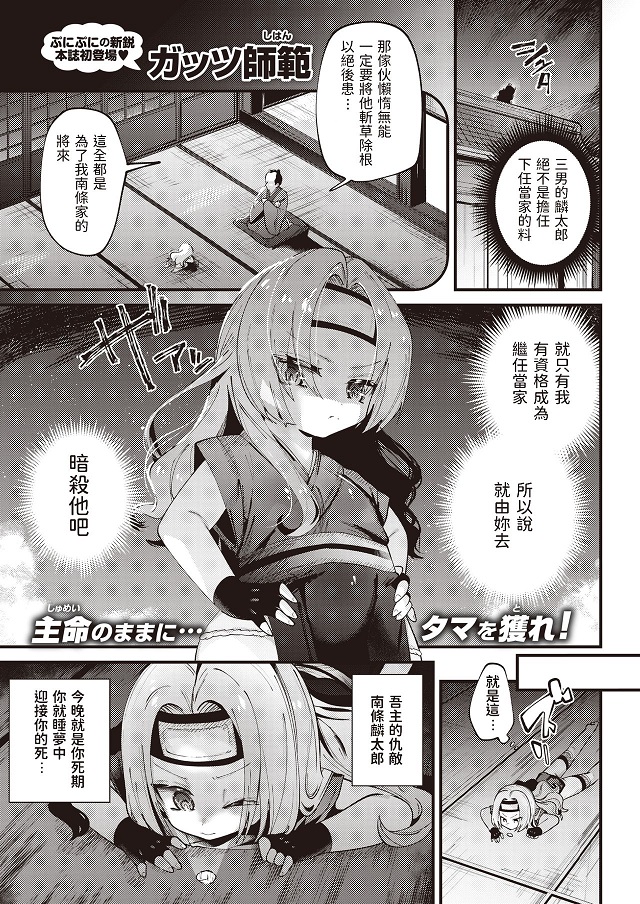 ぷにぷにの新鋭
本誌初登場♥
しはん
ガッツ師範
三男的麟太郎
絕不是擔任
下任當家的料
那傢伙懶惰無能
一定要將他斬草除根
以絕後患…
這全都是
為了我南條家的
將來
就只有我
有資格成為
繼任當家
所以說
就由妳去
ザッ
暗殺他吧
しゅめい
主命のままに…
と
タマを獲れ!
就是這…
吾主的仇敵
南條麟太郎
今晚就是你死期
你就睡夢中
迎接你的死…